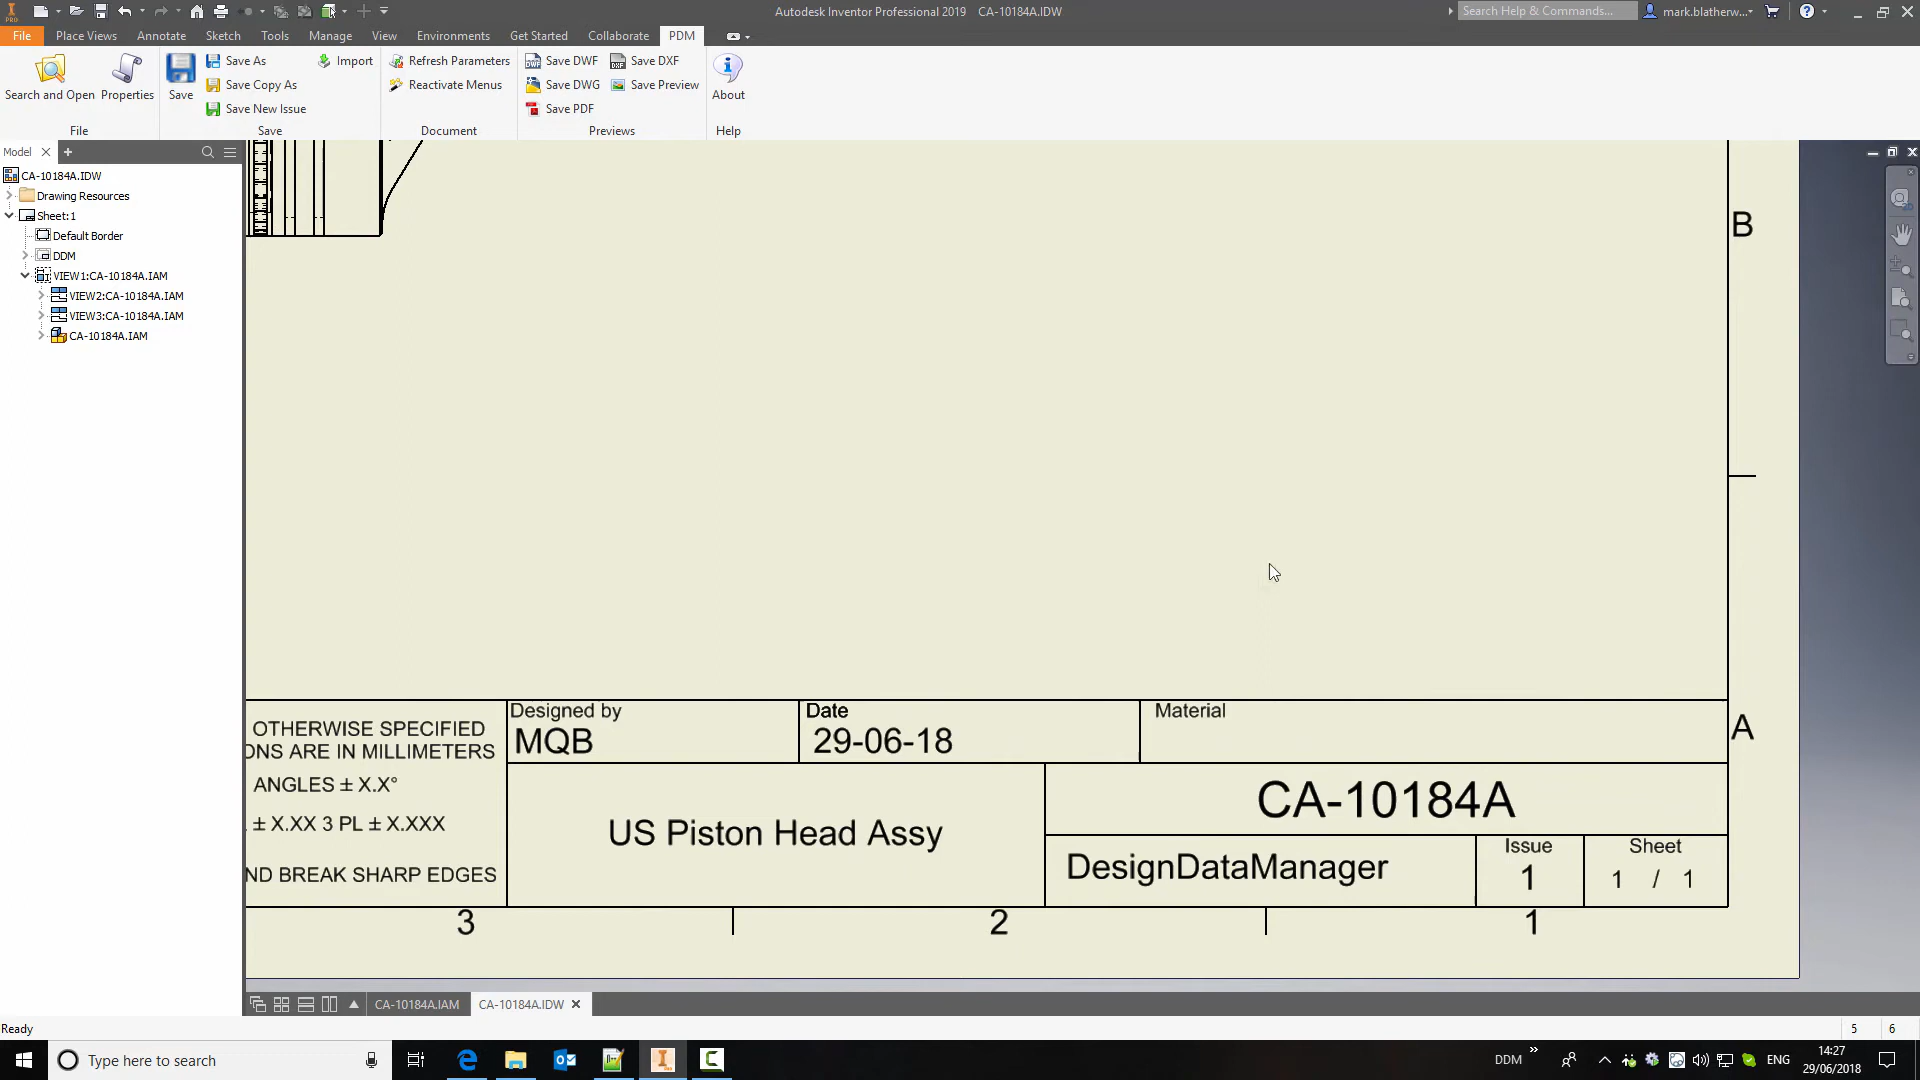 Autodesk Inventor Professional 2019 CA-10184A.IDW
Search Help & Commands...
mark.blatherw...
File
Place Views
Annotate
Sketch
Tools
Manage
View
Environments
Get Started
Collaborate
PDM
Search and Open
Properties
Save
Save As
Save Copy As
Save New Issue
Import
Refresh Parameters
Reactivate Menus
Save DWF
Save DWG
Save PDF
Save DXF
Save Preview
About
File
Save
Document
Previews
Help
Model
CA-10184A.IDW
Drawing Resources
Sheet:1
Default Border
DDM
VIEW1:CA-10184A.IAM
VIEW2:CA-10184A.IAM
VIEW3:CA-10184A.IAM
CA-10184A.IAM
B
A
OTHERWISE SPECIFIED
ONS ARE IN MILLIMETERS
ANGLES ± X.X°
± X.XX 3 PL ± X.XXX
ND BREAK SHARP EDGES
Designed by
MQB
Date
29-06-18
Material
US Piston Head Assy
CA-10184A
DesignDataManager
Issue
1
Sheet
1 / 1
3
2
1
CA-10184A.IAM
CA-10184A.IDW
Ready
5
6
Type here to search
DDM
ENG
14:27
29/06/2018